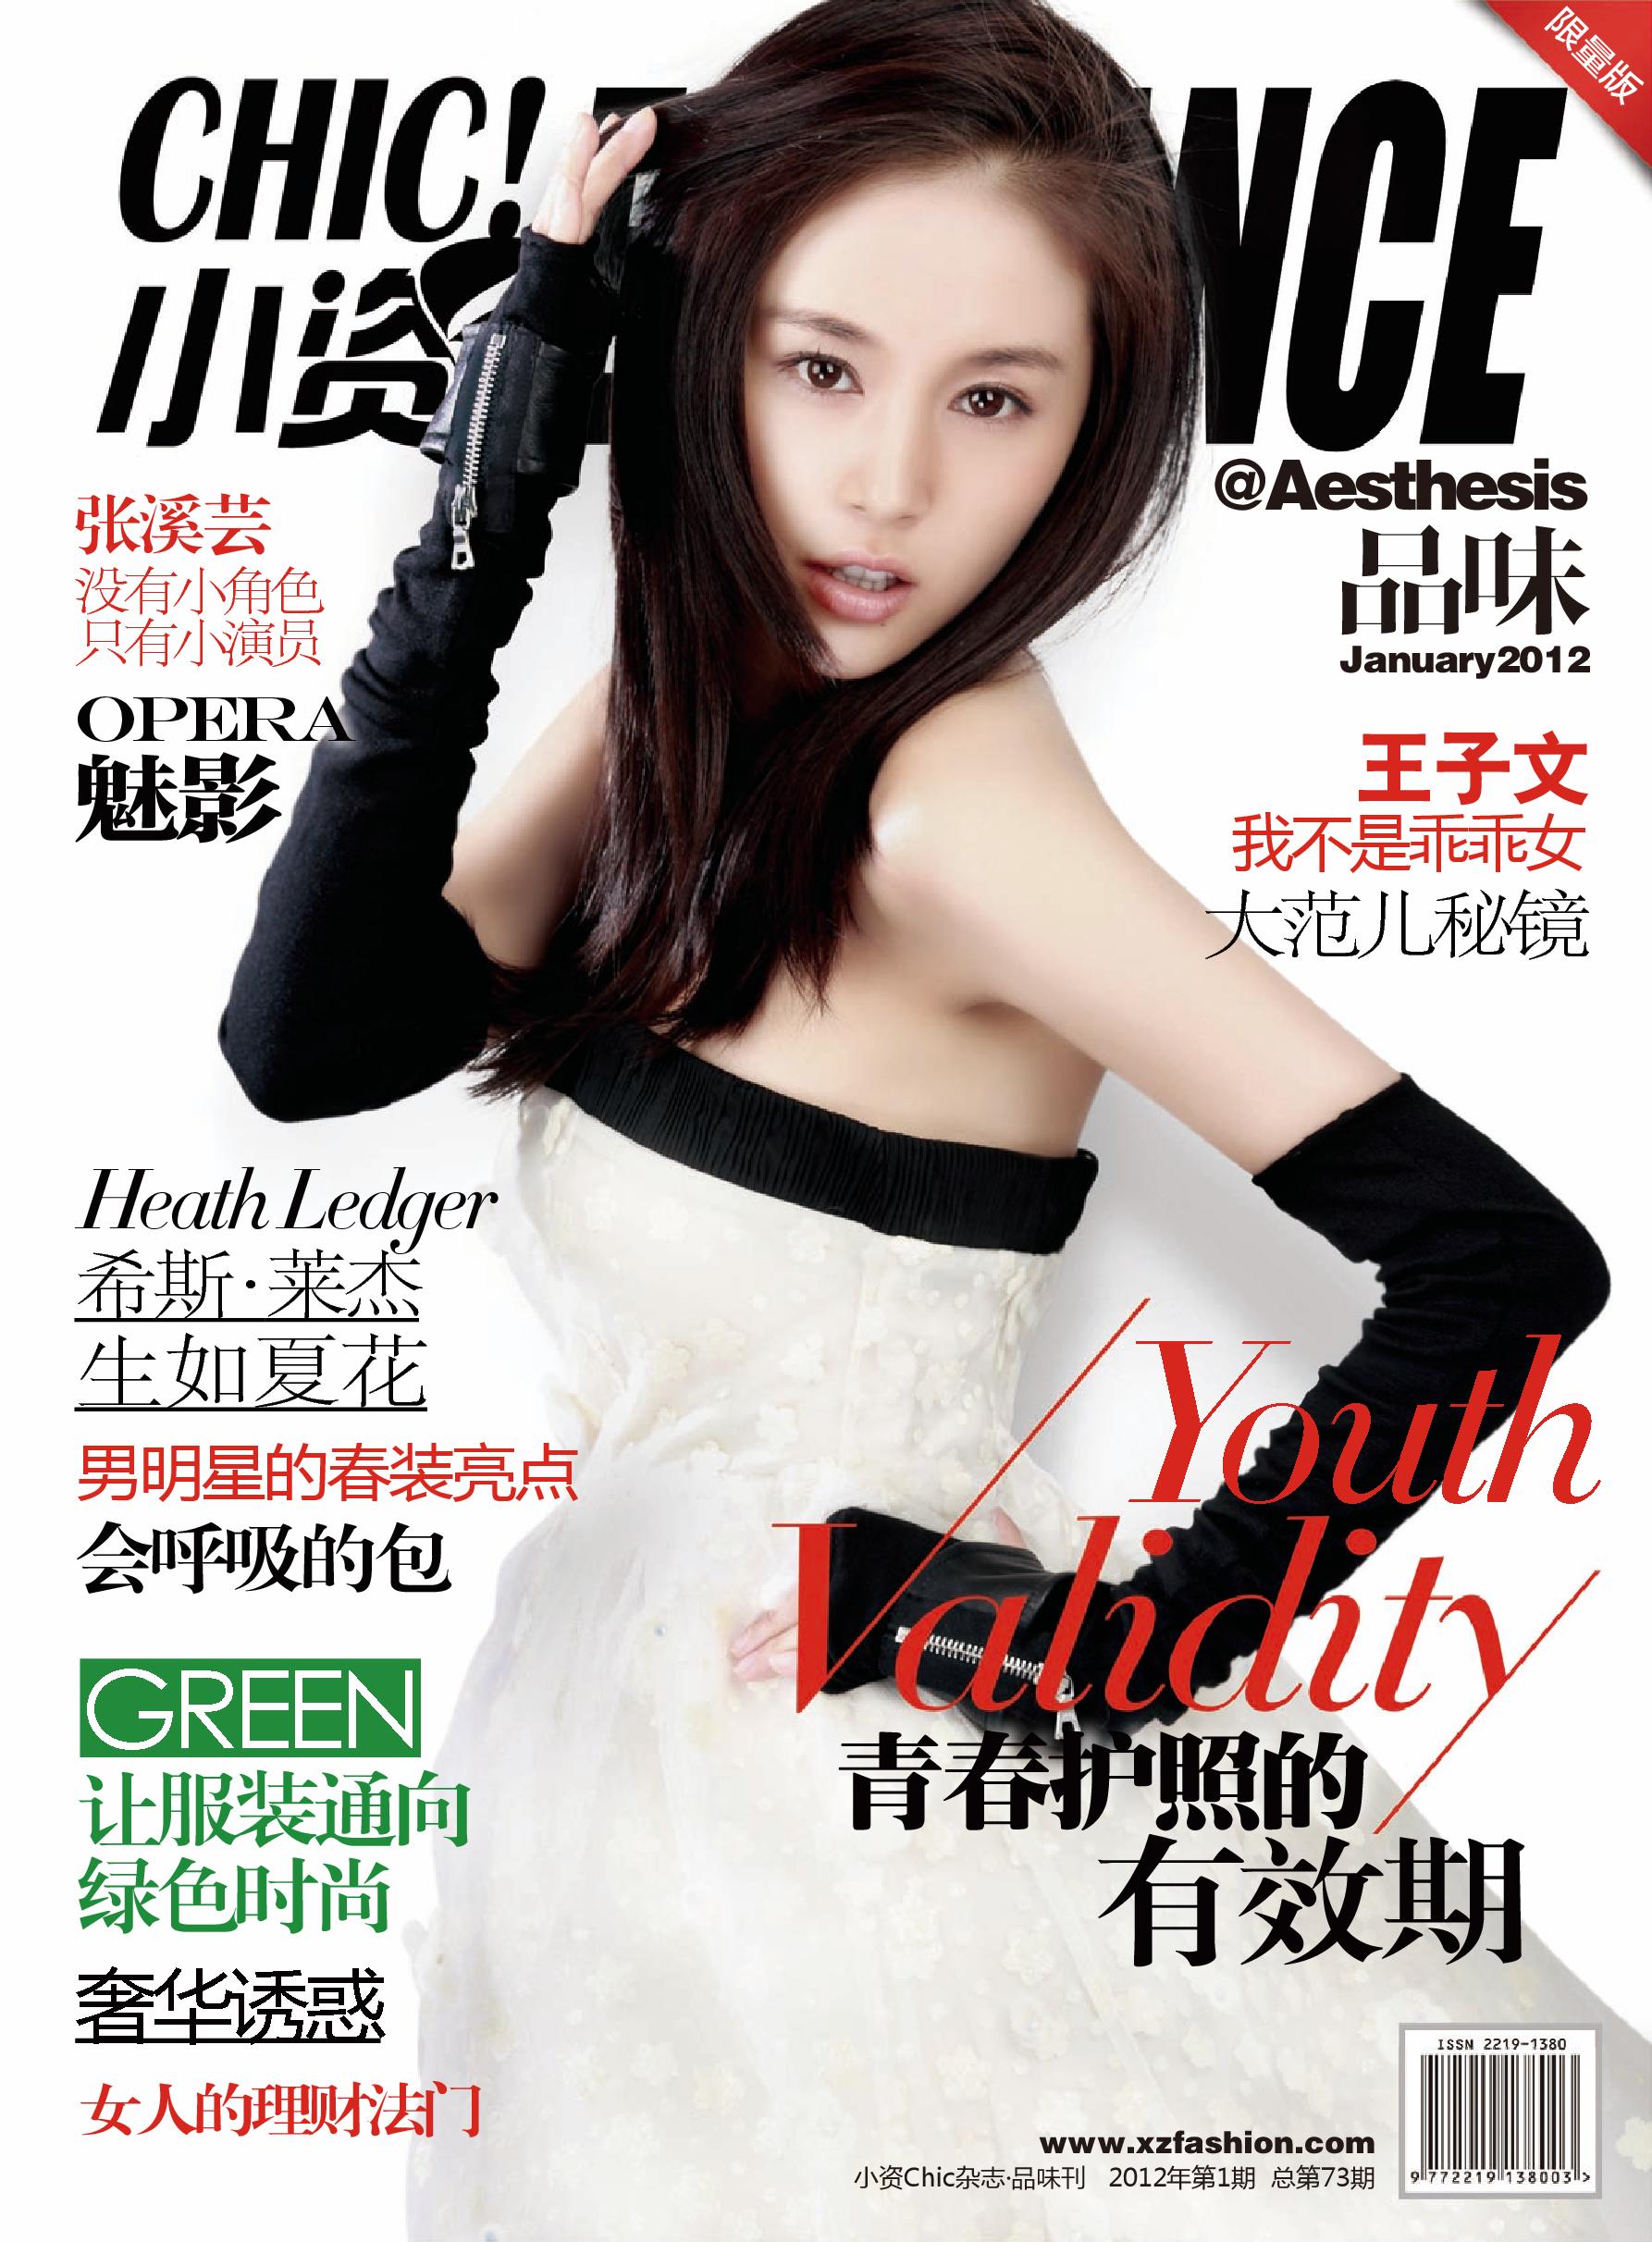 限量版
CHIC!
NCE
小资
@Aesthesis
品味
January2012
张溪芸
没有小角色
只有小演员
OPERA
魅影
王子文
我不是乖乖女
大范儿秘镜
Heath Ledger
希斯·莱杰
生如夏花
男明星的春装亮点
会呼吸的包
GREEN
让服装通向
绿色时尚
奢华诱惑
女人的理财法门
Youth
Validity
青春护照的
有效期
ISSN 2219-1380
9 772219 138003 >
www.xzfashion.com
小资Chic杂志·品味刊 2012年第1期 总第73期